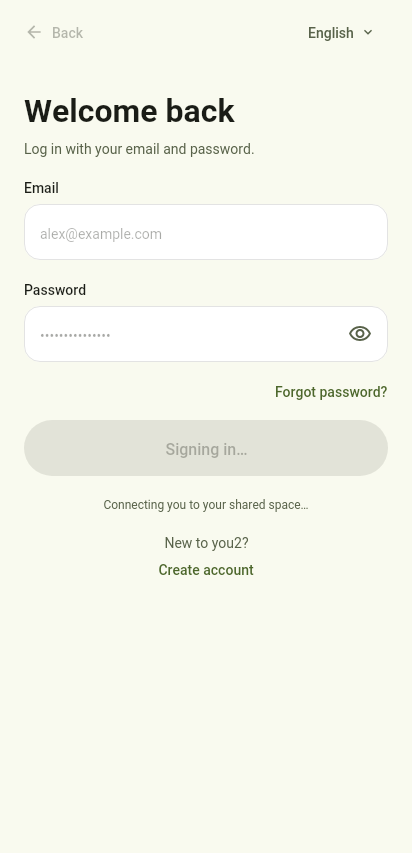 Back
English
Welcome back
Log in with your email and password.
Email
alex@example.com
Password
•••••••••••••••
Forgot password?
Signing in…
Connecting you to your shared space…
New to you2?
Create account